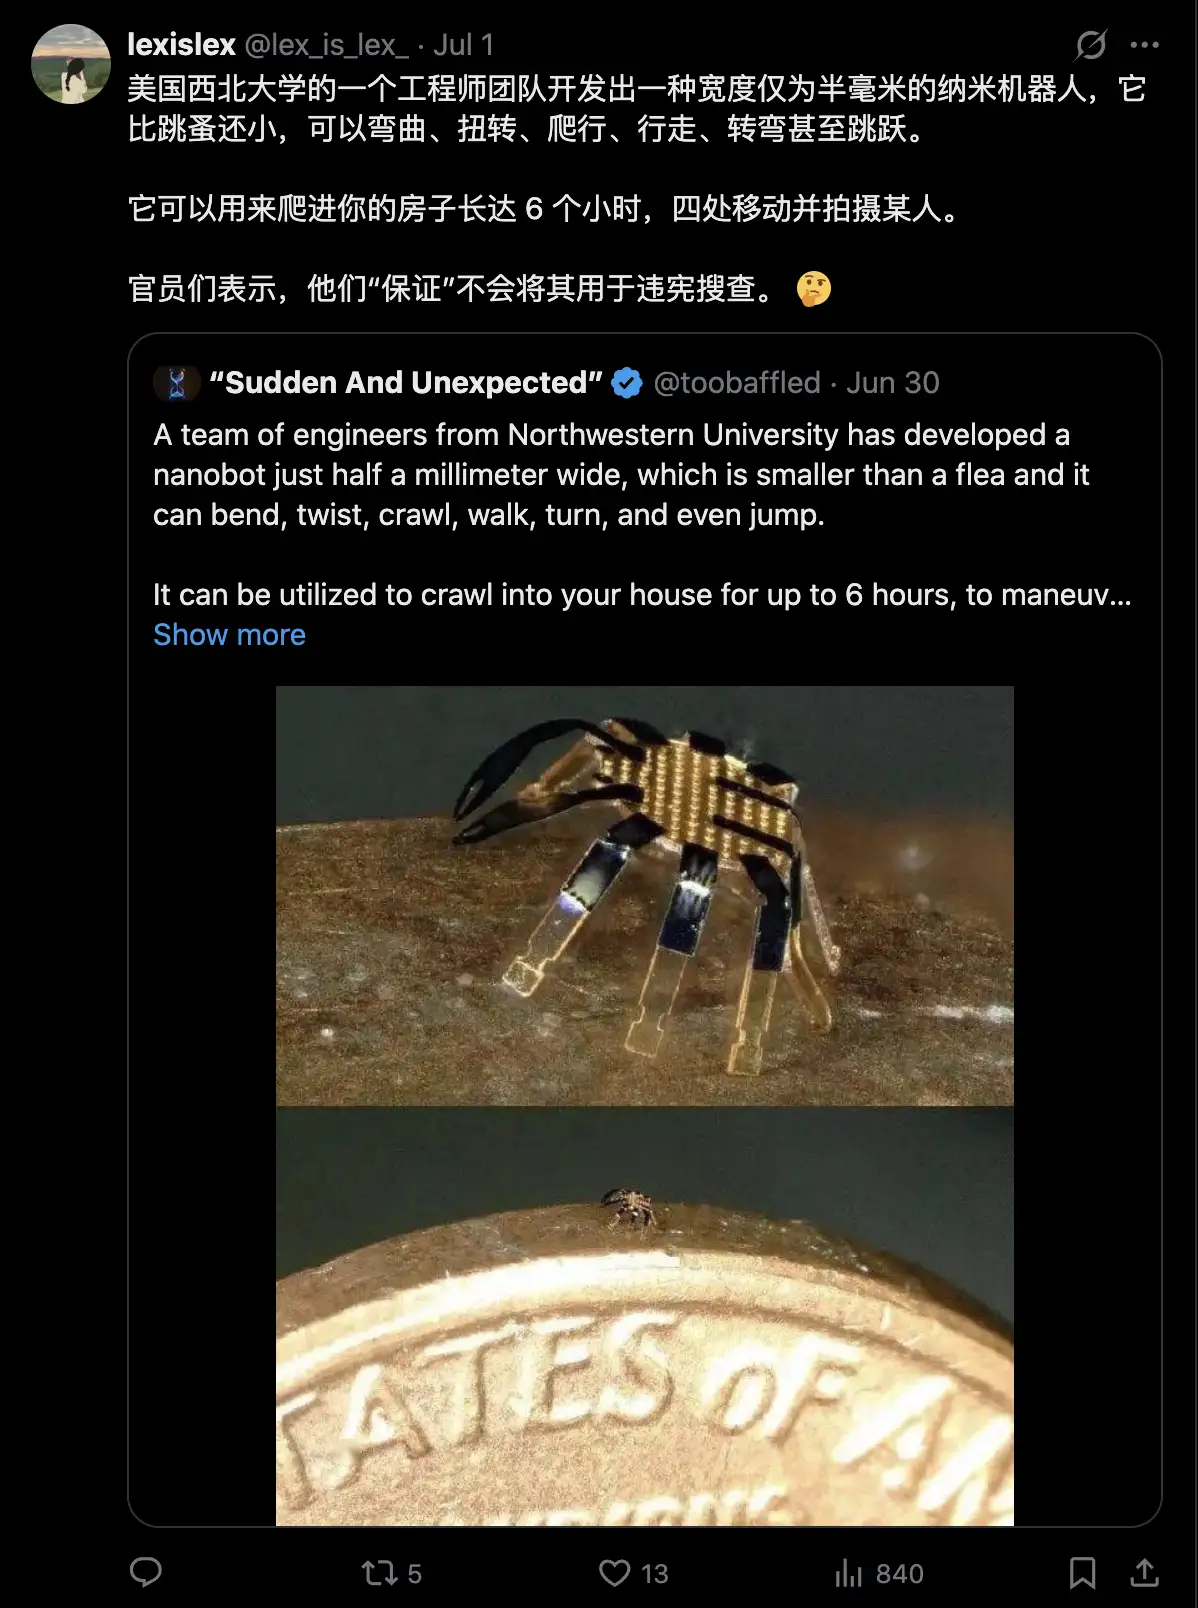 lexislex @lex_is_lex_ · Jul 1
美国西北大学的一个工程师团队开发出一种宽度仅为半毫米的纳米机器人，它
比跳蚤还小，可以弯曲、扭转、爬行、行走、转弯甚至跳跃。
它可以用来爬进你的房子长达 6 个小时，四处移动并拍摄某人。
官员们表示，他们“保证”不会将其用于违宪搜查。 🤔
“Sudden And Unexpected” @toobaffled · Jun 30
A team of engineers from Northwestern University has developed a
nanobot just half a millimeter wide, which is smaller than a flea and it
can bend, twist, crawl, walk, turn, and even jump.
It can be utilized to crawl into your house for up to 6 hours, to maneuv...
Show more
TATES OF AM
5 13 840